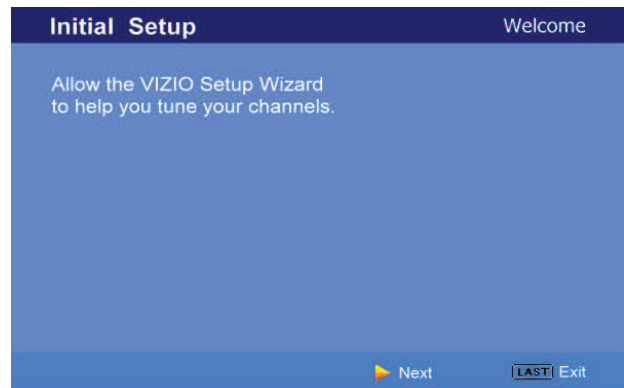 Initial Setup Welcome
Allow the VIZIO Setup Wizard
to help you tune your channels.
Next LAST Exit